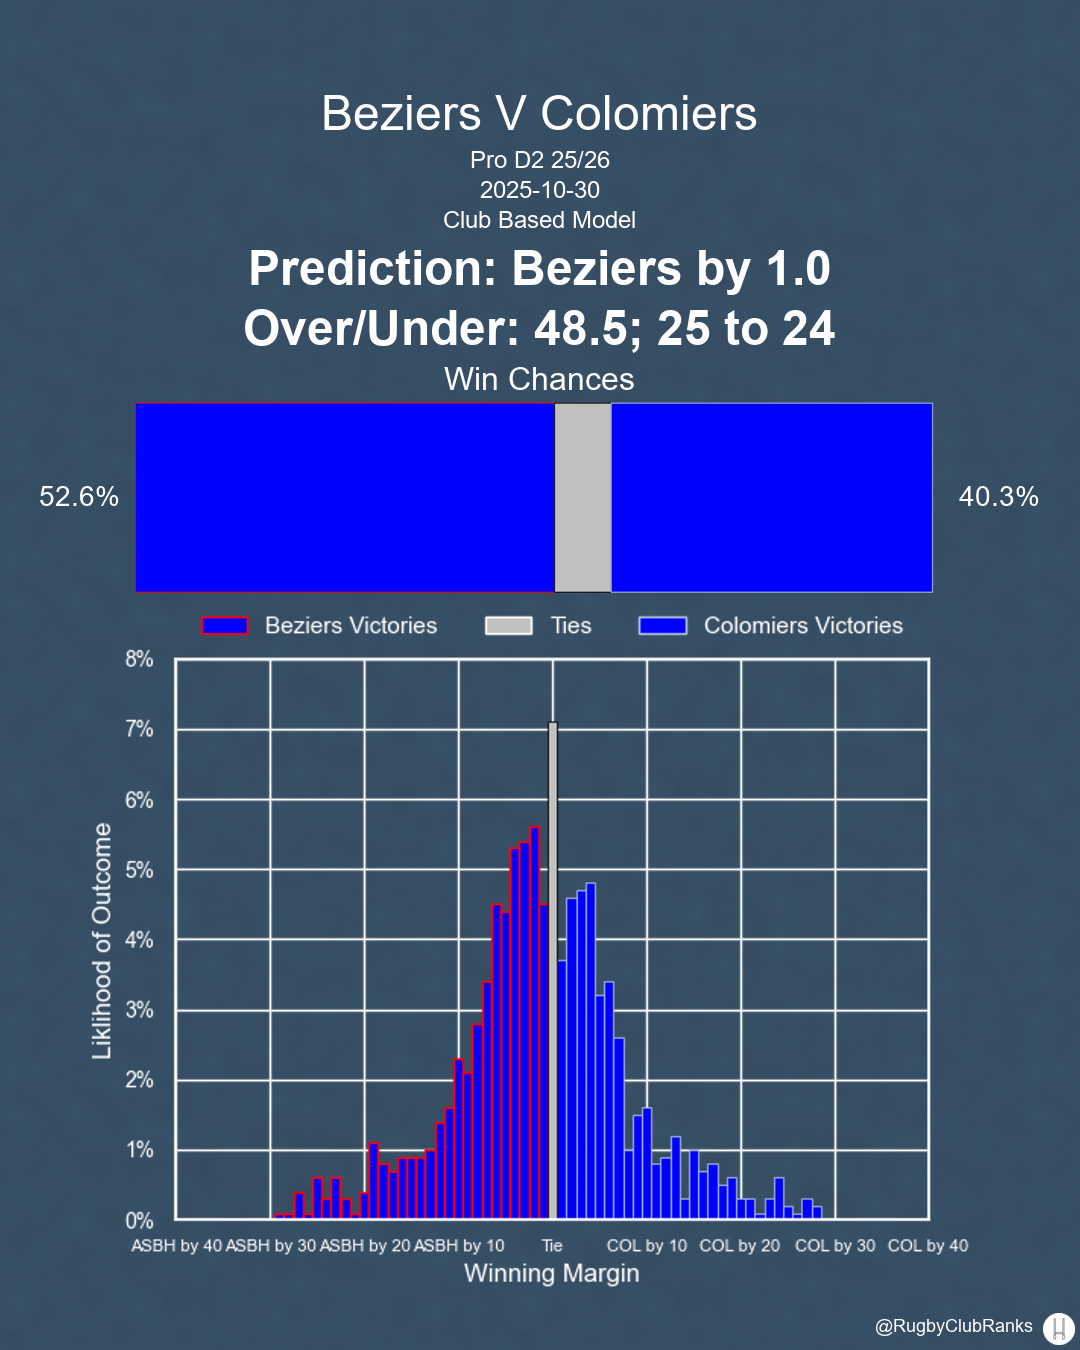 Beziers V Colomiers
Pro D2 25/26
2025-10-30
Club Based Model
Prediction: Beziers by 1.0
Over/Under: 48.5; 25 to 24
Win Chances
52.6%
40.3%
Beziers Victories
Ties
Colomiers Victories
8%
7%
6%
5%
4%
3%
2%
1%
0%
Liklihood of Outcome
ASBH by 40 ASBH by 30 ASBH by 20 ASBH by 10 Tie COL by 10 COL by 20 COL by 30 COL by 40
Winning Margin
@RugbyClubRanks